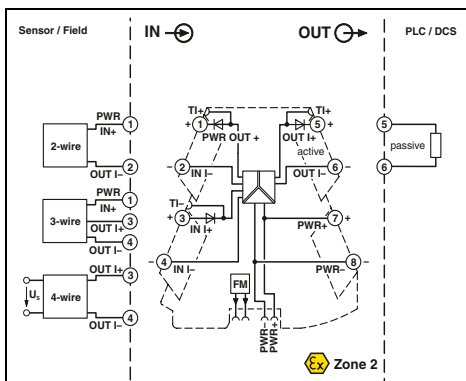 Sensor / Field
IN
OUT
PLC / DCS
PWR
IN+
1
2-wire
OUT I–
2
PWR
IN+
1
3-wire
OUT I+
3
OUT I–
4
OUT I+
3
Us
4-wire
OUT I–
4
TI+
+ 1
PWR OUT +
– 2
IN I–
TI–
+ 3
IN I+
– 4
IN I–
FM
PWR–
PWR+
TI+
5 +
OUT I+
active
6 –
OUT I–
7 +
PWR+
8 –
PWR–
5
passive
6
Ex Zone 2